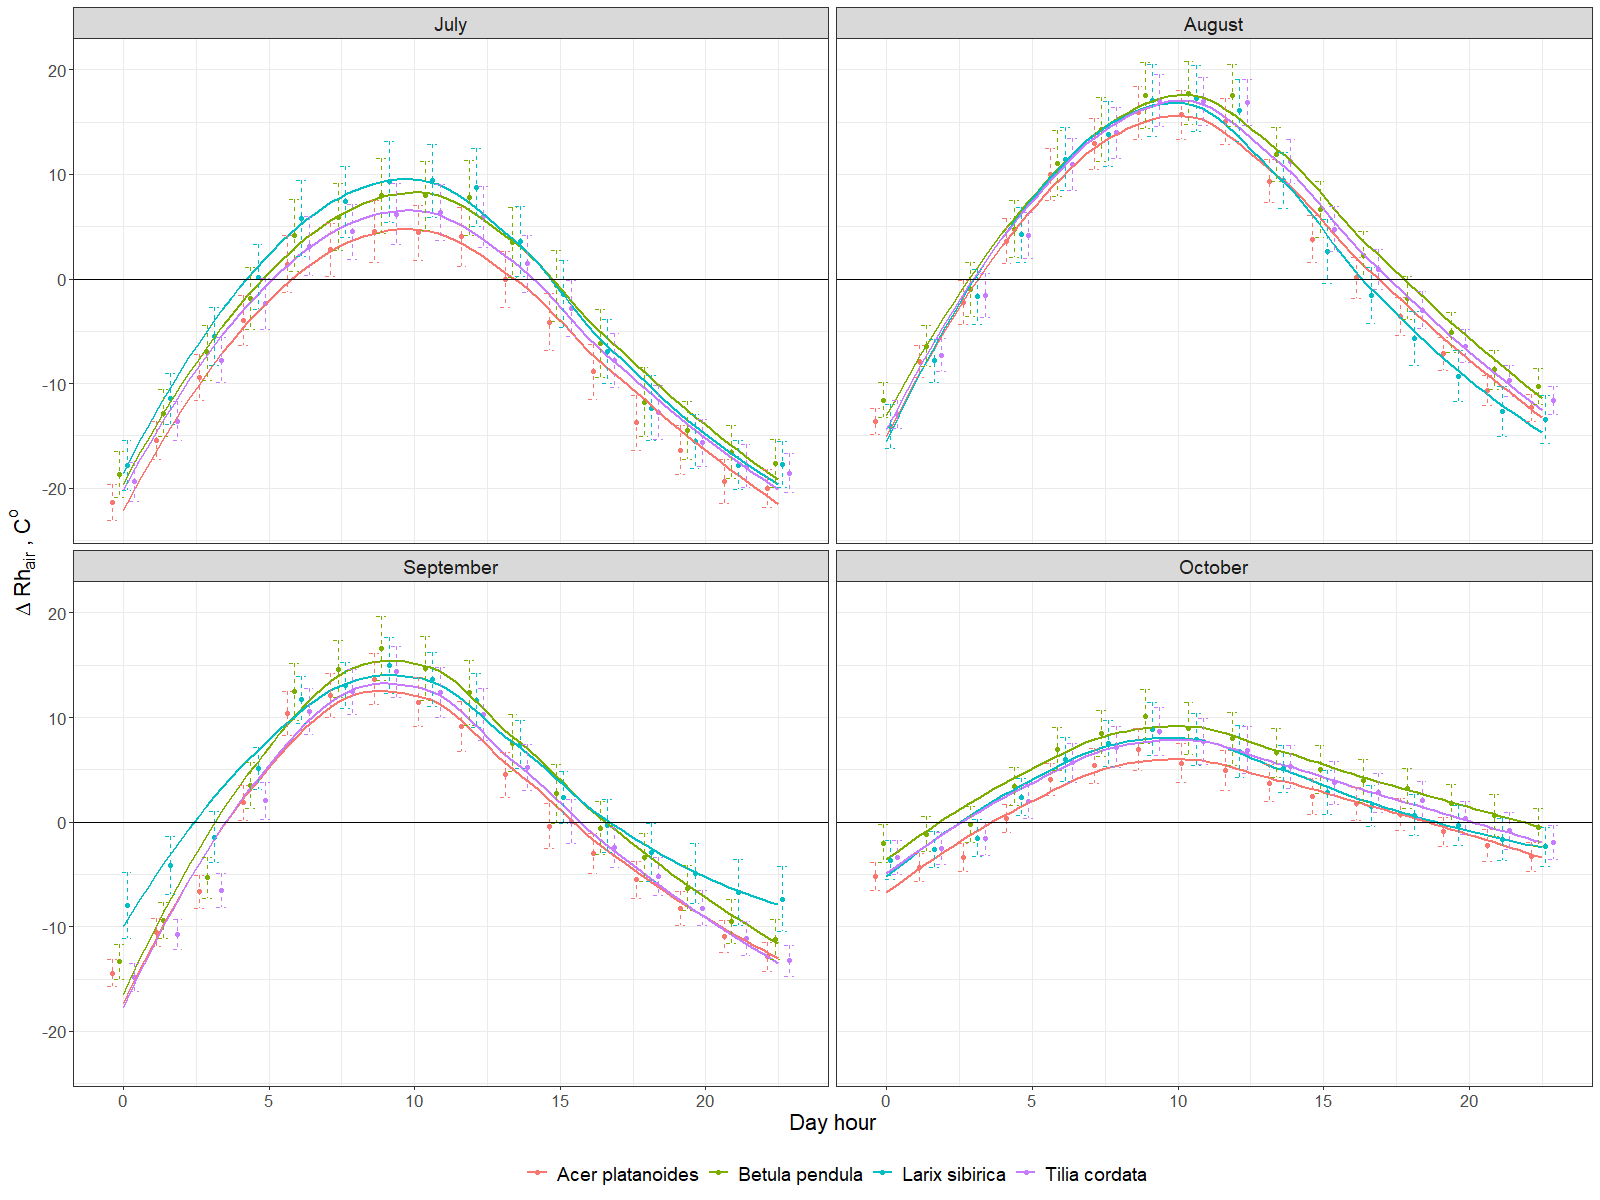 July
August
20
10
0
-10
-20
September
October
20
10
0
-10
-20
Δ Rhair , Co
0 5 10 15 20
0 5 10 15 20
Day hour
Acer platanoides Betula pendula Larix sibirica Tilia cordata